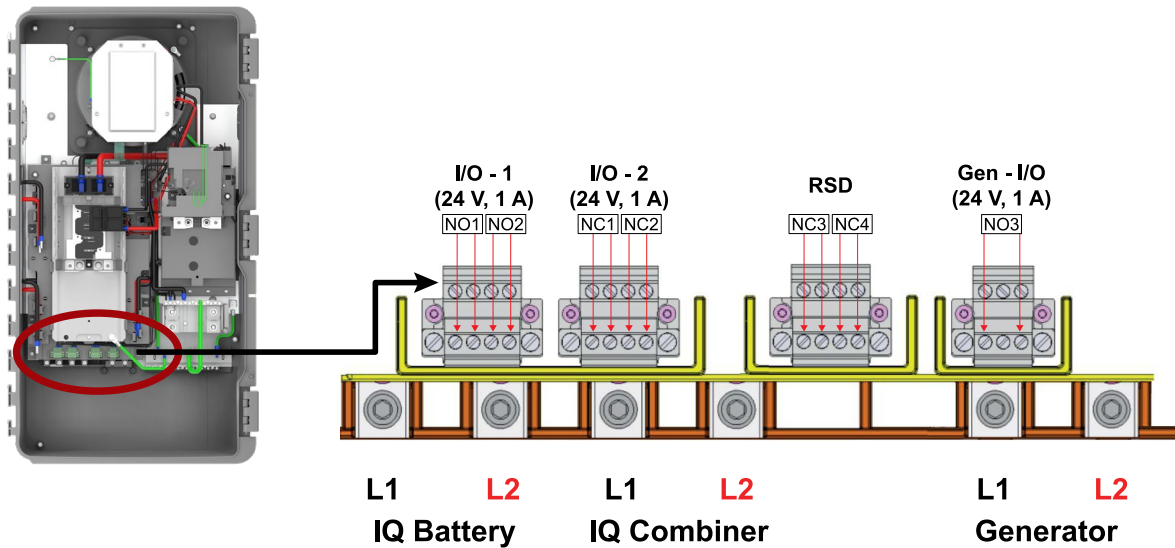 I/O - 1
(24 V, 1 A)
NO1 NO2
I/O - 2
(24 V, 1 A)
NC1 NC2
RSD
NC3 NC4
Gen - I/O
(24 V, 1 A)
NO3
L1 L2
IQ Battery
L1 L2
IQ Combiner
L1 L2
Generator